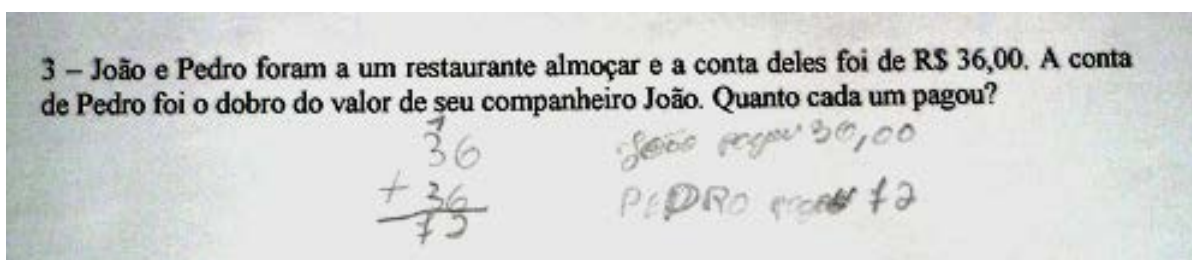 3 – João e Pedro foram a um restaurante almoçar e a conta deles foi de R$ 36,00. A conta
de Pedro foi o dobro do valor de seu companheiro João. Quanto cada um pagou?
1
36
+ 36
72
João pagou 36,00
PEDRO pagou 72